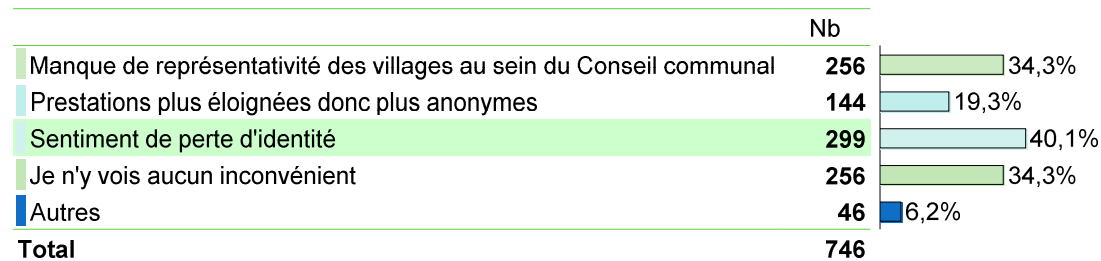 Nb
Manque de représentativité des villages au sein du Conseil communal 256 34,3%
Prestations plus éloignées donc plus anonymes 144 19,3%
Sentiment de perte d'identité 299 40,1%
Je n'y vois aucun inconvénient 256 34,3%
Autres 46 6,2%
Total 746